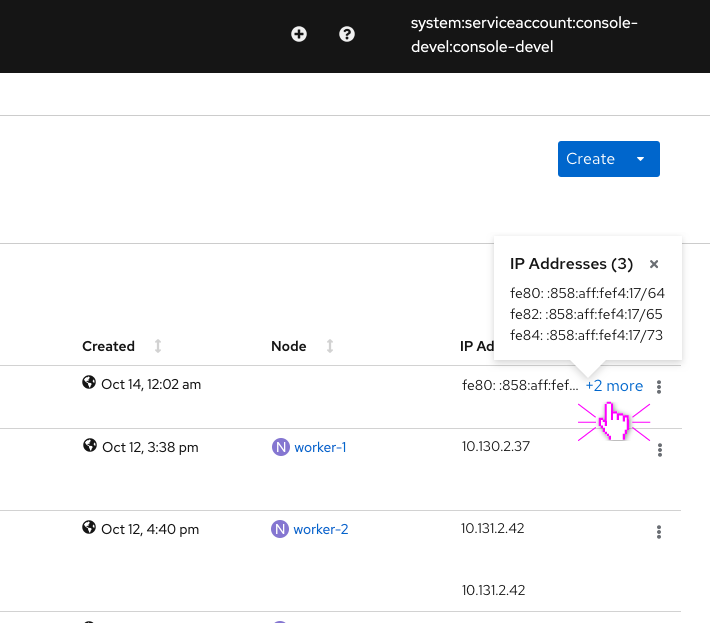 system:serviceaccount:console-
devel:console-devel
Create
IP Addresses (3)
fe80: :858:aff:fef4:17/64
fe82: :858:aff:fef4:17/65
fe84: :858:aff:fef4:17/73
Created Node IP Ad
Oct 14, 12:02 am fe80: :858:aff:fef... +2 more
Oct 12, 3:38 pm N worker-1 10.130.2.37
Oct 12, 4:40 pm N worker-2 10.131.2.42
10.131.2.42